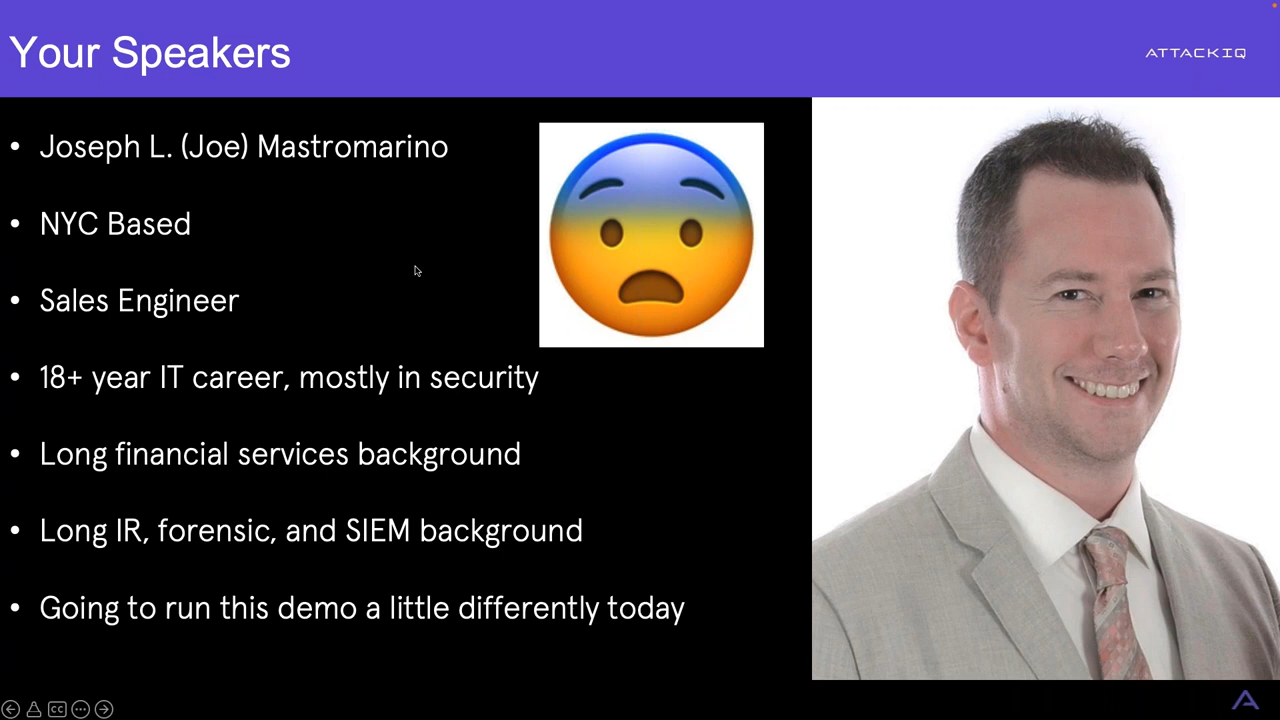 Your Speakers
ATTACKIQ
• Joseph L. (Joe) Mastromarino
• NYC Based
• Sales Engineer
• 18+ year IT career, mostly in security
• Long financial services background
• Long IR, forensic, and SIEM background
• Going to run this demo a little differently today
CC